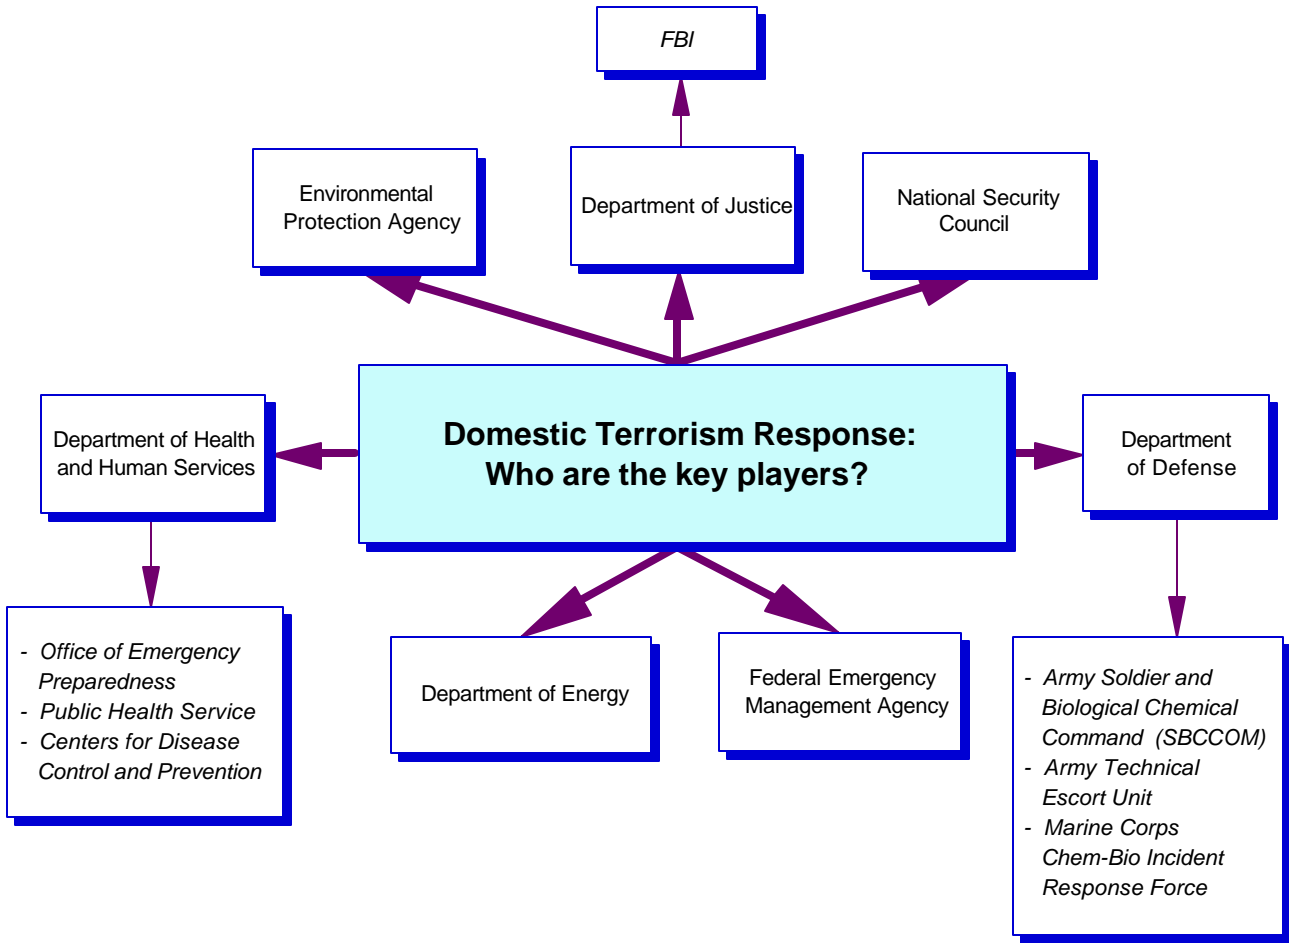 FBI
Environmental
Protection Agency
Department of Justice
National Security
Council
Domestic Terrorism Response:
Who are the key players?
Department of Health
and Human Services
Department
of Defense
- Office of Emergency
Preparedness
- Public Health Service
- Centers for Disease
Control and Prevention
Department of Energy
Federal Emergency
Management Agency
- Army Soldier and
Biological Chemical
Command (SBCCOM)
- Army Technical
Escort Unit
- Marine Corps
Chem-Bio Incident
Response Force